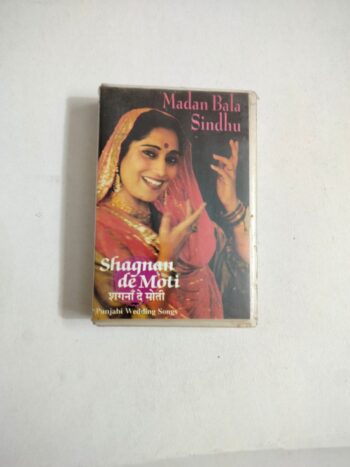 Madan Bala
Sindhu
Shagnan
de Moti
शगनाँ दे मोती
Punjabi Wedding Songs